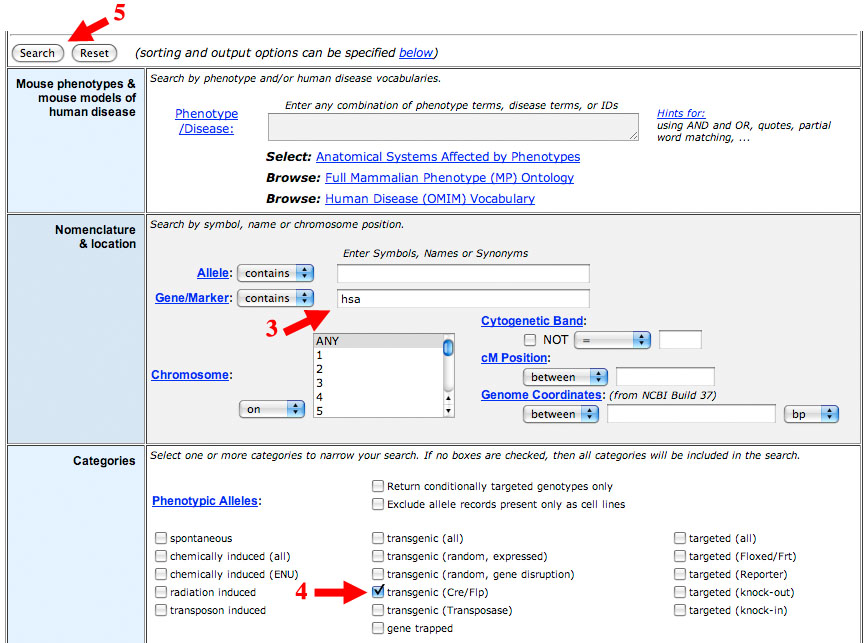 5
Search Reset (sorting and output options can be specified below)
Mouse phenotypes &
mouse models of
human disease
Search by phenotype and/or human disease vocabularies.
Enter any combination of phenotype terms, disease terms, or IDs
Phenotype
/Disease:
Hints for:
using AND and OR, quotes, partial
word matching, ...
Select: Anatomical Systems Affected by Phenotypes
Browse: Full Mammalian Phenotype (MP) Ontology
Browse: Human Disease (OMIM) Vocabulary
Nomenclature
& location
Search by symbol, name or chromosome position.
Enter Symbols, Names or Synonyms
Allele: contains
Gene/Marker: contains hsa
3
Chromosome:
on
ANY
1
2
3
4
5
Cytogenetic Band:
NOT =
cM Position:
between
Genome Coordinates: (from NCBI Build 37)
between bp
Categories
Select one or more categories to narrow your search. If no boxes are checked, then all categories will be included in the search.
Phenotypic Alleles:
Return conditionally targeted genotypes only
Exclude allele records present only as cell lines
spontaneous transgenic (all) targeted (all)
chemically induced (all) transgenic (random, expressed) targeted (Floxed/Frt)
chemically induced (ENU) transgenic (random, gene disruption) targeted (Reporter)
radiation induced 4 transgenic (Cre/Flp) targeted (knock-out)
transposon induced transgenic (Transposase) targeted (knock-in)
gene trapped